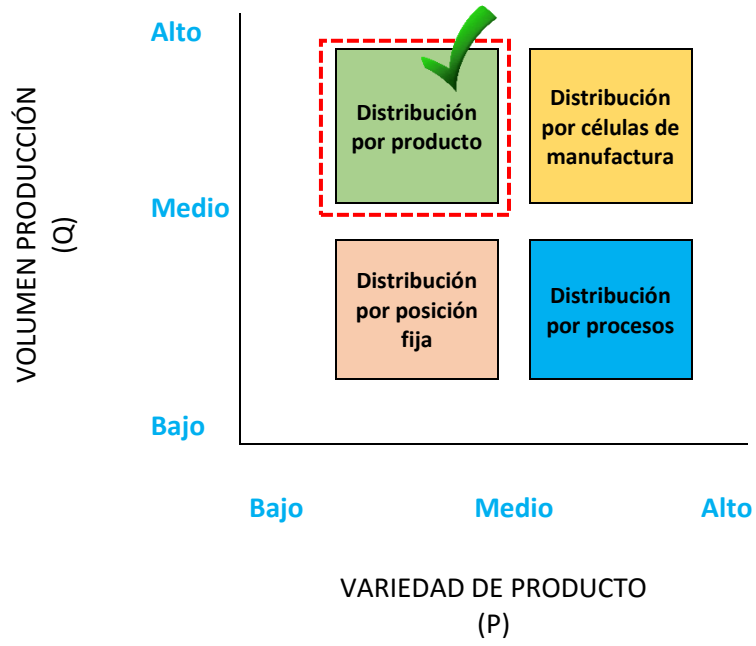 VOLUMEN PRODUCCIÓN
(Q)
Alto
Medio
Bajo
Distribución
por producto
Distribución
por células de
manufactura
Distribución
por posición
fija
Distribución
por procesos
Bajo
Medio
Alto
VARIEDAD DE PRODUCTO
(P)